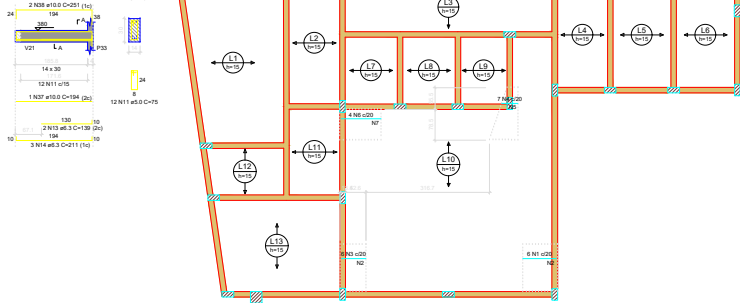 2 N38 ø10.0 C=251 (1c)
24
194
38
380
A
A
V21
P33
14 x 30
12 N11 c/15
1 N37 ø10.0 C=194 (2c)
130
10
2 N13 ø6.3 C=139 (2c)
10
194
10
3 N14 ø6.3 C=211 (1c)
24
8
12 N11 ø5.0 C=75
L1
h=15
L2
h=15
L3
h=15
L4
h=15
L5
h=15
L6
h=15
L7
h=15
L8
h=15
L9
h=15
4 N6 c/20
N7
L10
h=15
L11
h=15
L12
h=15
L13
h=15
6 N3 c/20
N2
6 N1 c/20
N2